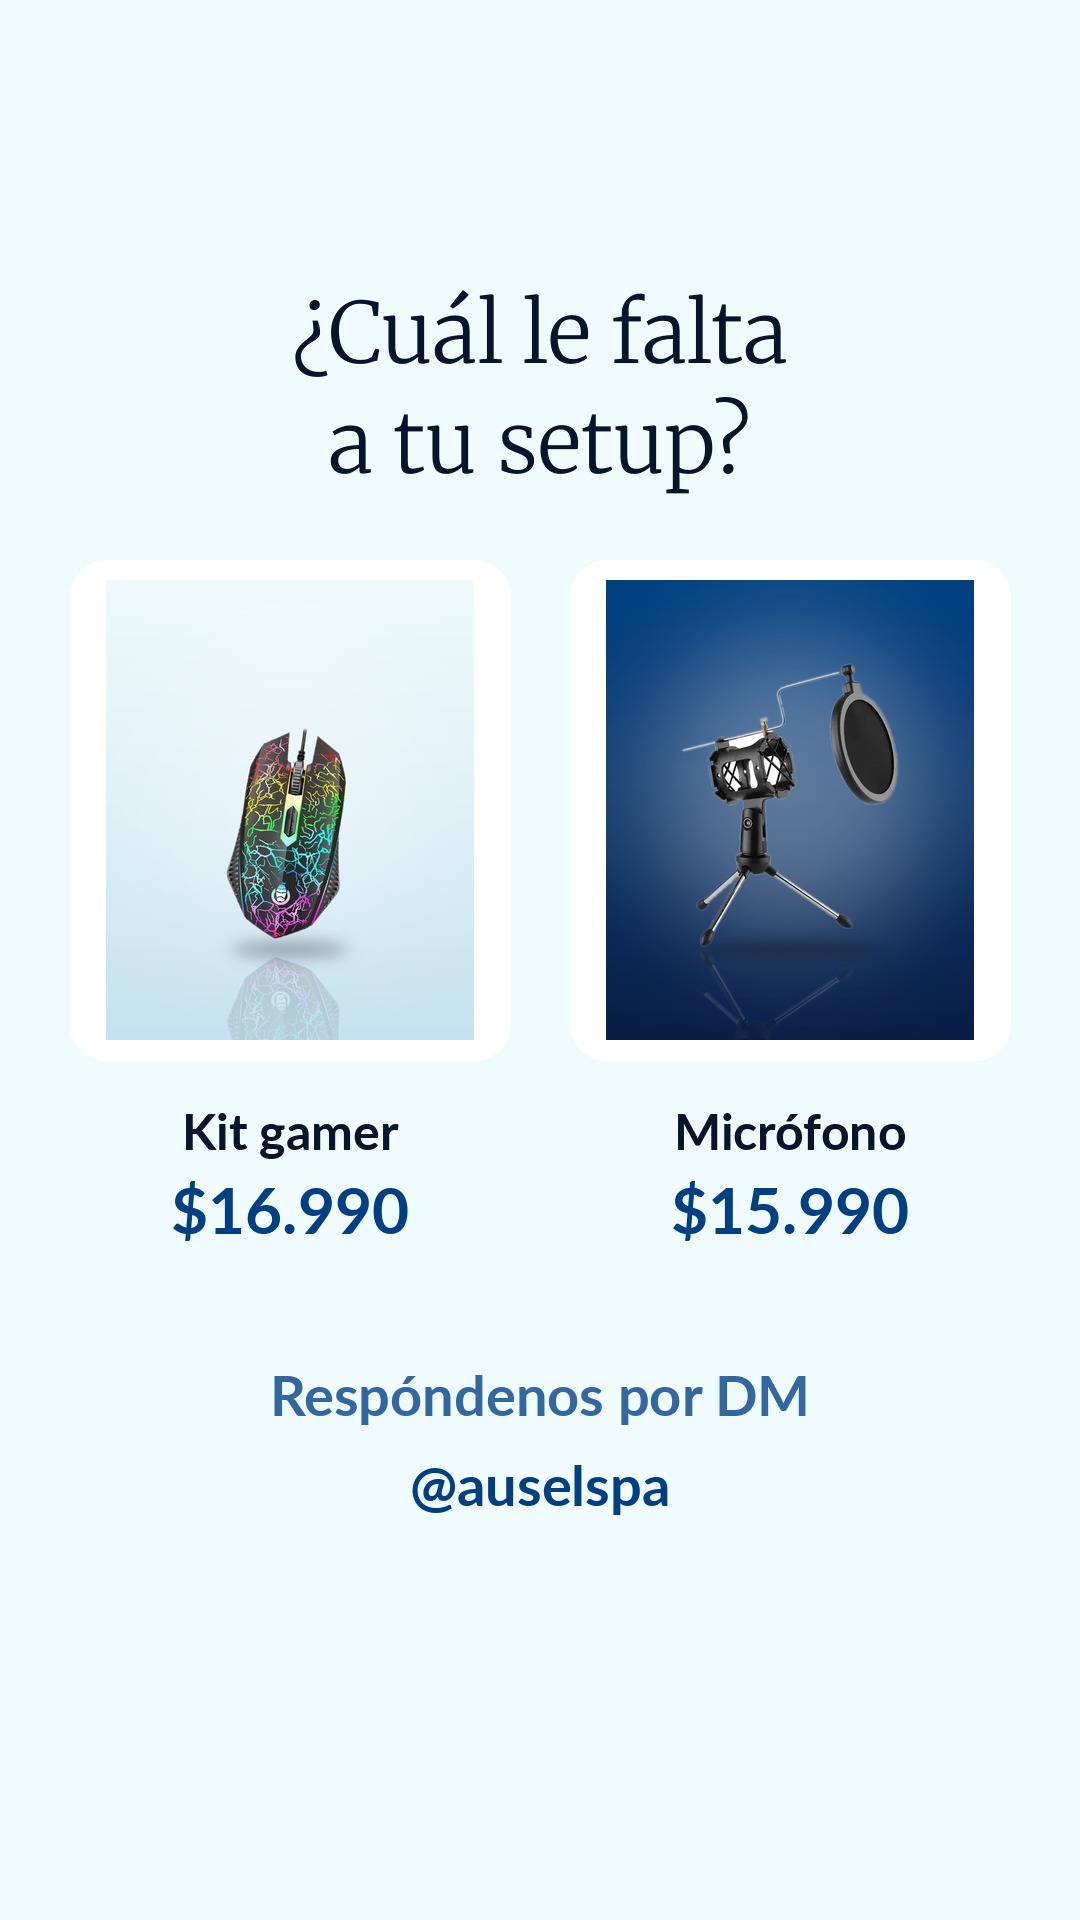 ¿Cuál le falta
a tu setup?
Kit gamer
Micrófono
$16.990
$15.990
Respóndenos por DM
@auselspa